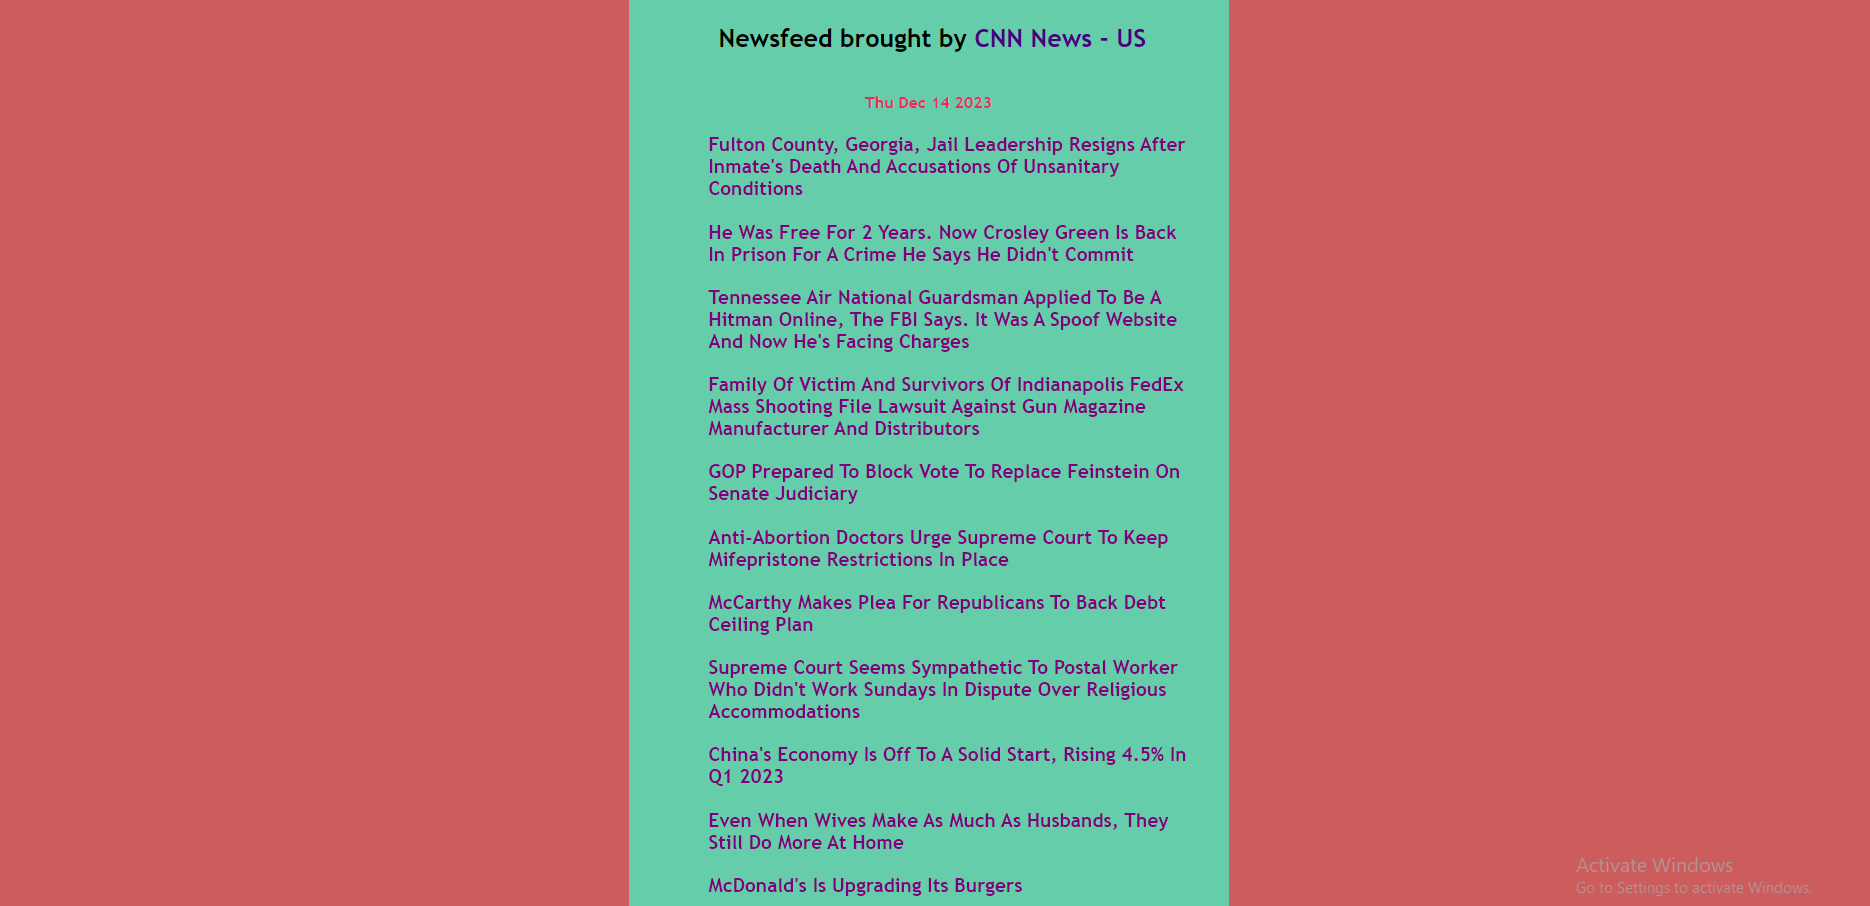 Newsfeed brought by CNN News - US
Thu Dec 14 2023
Fulton County, Georgia, Jail Leadership Resigns After
Inmate's Death And Accusations Of Unsanitary
Conditions
He Was Free For 2 Years. Now Crosley Green Is Back
In Prison For A Crime He Says He Didn't Commit
Tennessee Air National Guardsman Applied To Be A
Hitman Online, The FBI Says. It Was A Spoof Website
And Now He's Facing Charges
Family Of Victim And Survivors Of Indianapolis FedEx
Mass Shooting File Lawsuit Against Gun Magazine
Manufacturer And Distributors
GOP Prepared To Block Vote To Replace Feinstein On
Senate Judiciary
Anti-Abortion Doctors Urge Supreme Court To Keep
Mifepristone Restrictions In Place
McCarthy Makes Plea For Republicans To Back Debt
Ceiling Plan
Supreme Court Seems Sympathetic To Postal Worker
Who Didn't Work Sundays In Dispute Over Religious
Accommodations
China's Economy Is Off To A Solid Start, Rising 4.5% In
Q1 2023
Even When Wives Make As Much As Husbands, They
Still Do More At Home
McDonald's Is Upgrading Its Burgers
Activate Windows
Go to Settings to activate Windows.